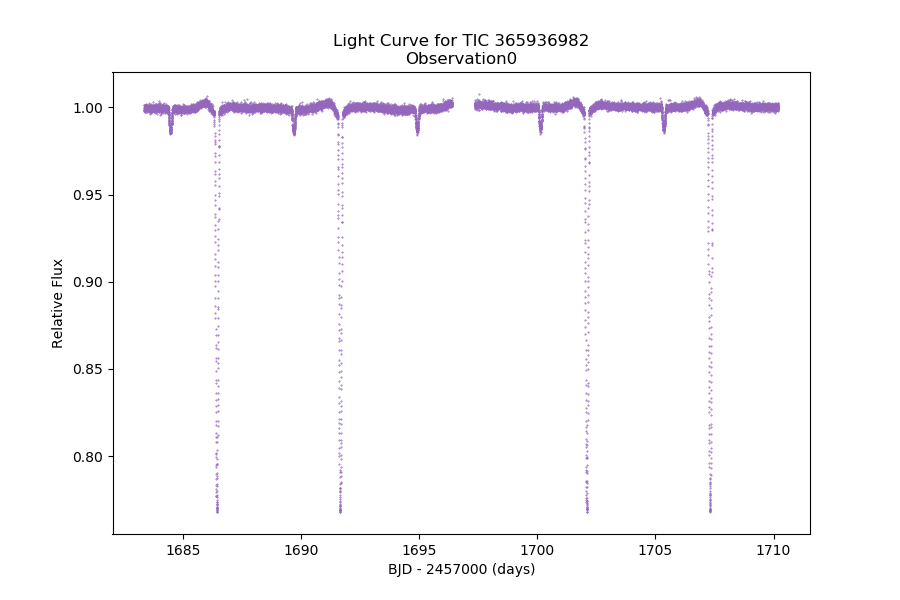 Light Curve for TIC 365936982
Observation0
1.00
0.95
0.90
0.85
0.80
Relative Flux
1685
1690
1695
1700
1705
1710
BJD - 2457000 (days)